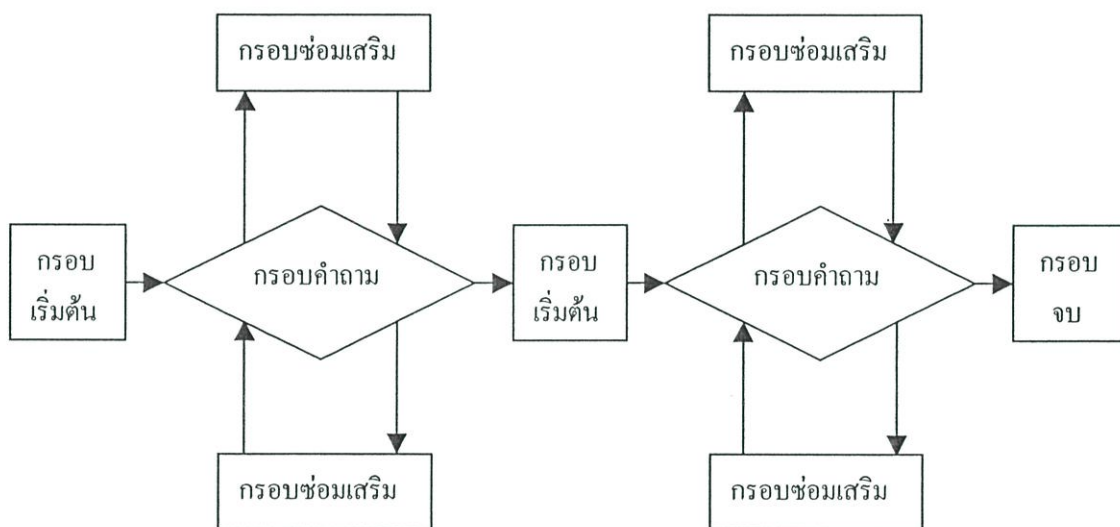 กรอบซ่อมเสริม
กรอบซ่อมเสริม
กรอบ
เริ่มต้น
กรอบคำถาม
กรอบ
เริ่มต้น
กรอบคำถาม
กรอบ
จบ
กรอบซ่อมเสริม
กรอบซ่อมเสริม